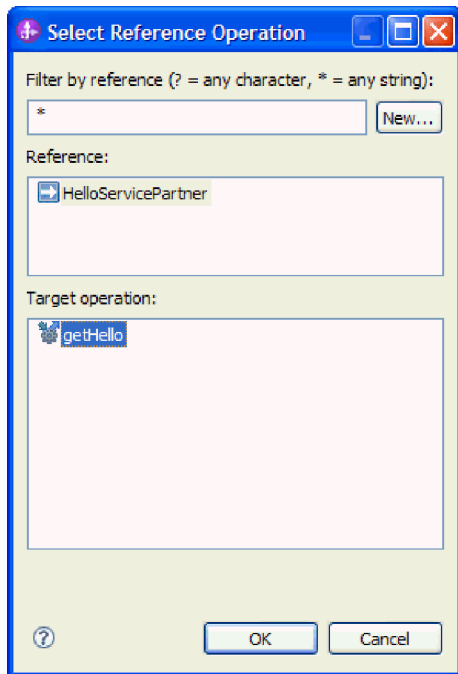 Select Reference Operation
Filter by reference (? = any character, * = any string):
*
New...
Reference:
HelloServicePartner
Target operation:
getHello
?
OK
Cancel